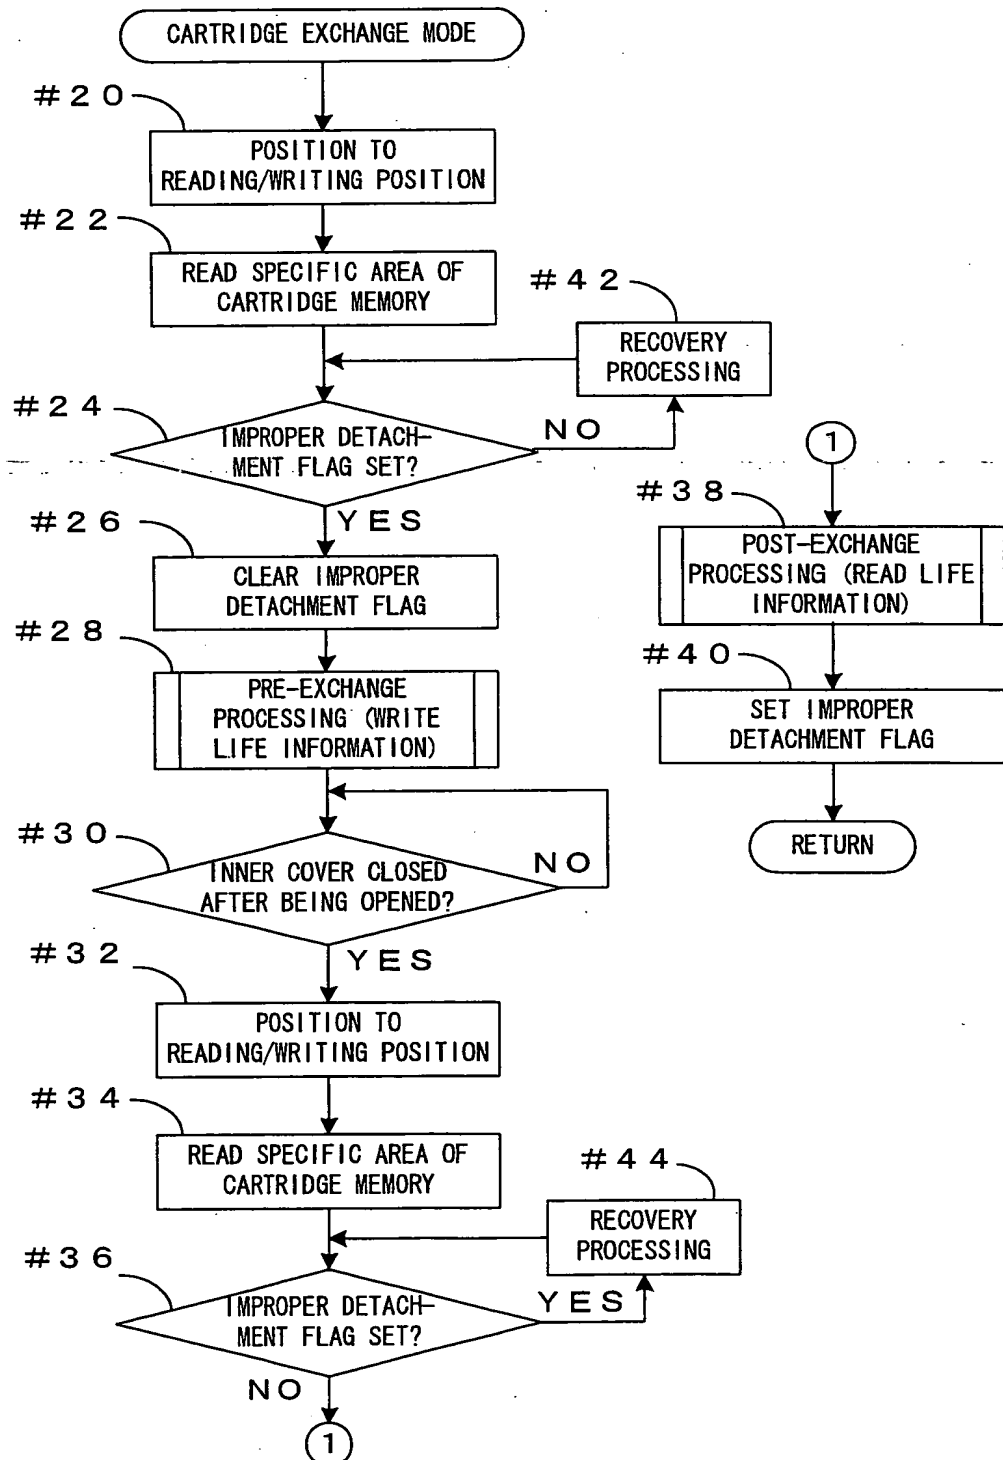 CARTRIDGE EXCHANGE MODE
#20
POSITION TO
READING/WRITING POSITION
#22
READ SPECIFIC AREA OF
CARTRIDGE MEMORY
#42
RECOVERY
PROCESSING
#24
IMPROPER DETACH-
MENT FLAG SET?
NO
YES
#26
CLEAR IMPROPER
DETACHMENT FLAG
#28
PRE-EXCHANGE
PROCESSING (WRITE
LIFE INFORMATION)
#30
INNER COVER CLOSED
AFTER BEING OPENED?
NO
YES
#32
POSITION TO
READING/WRITING POSITION
#34
READ SPECIFIC AREA OF
CARTRIDGE MEMORY
#44
RECOVERY
PROCESSING
#36
IMPROPER DETACH-
MENT FLAG SET?
YES
NO
1
1
#38
POST-EXCHANGE
PROCESSING (READ LIFE
INFORMATION)
#40
SET IMPROPER
DETACHMENT FLAG
RETURN